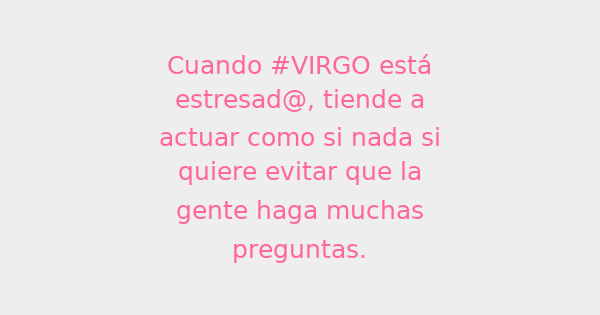 Cuando #VIRGO está
estresad@, tiende a
actuar como si nada si
quiere evitar que la
gente haga muchas
preguntas.